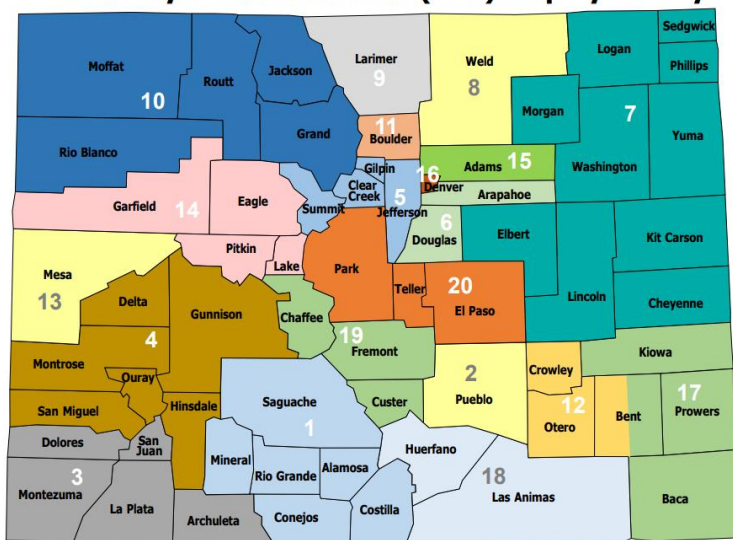 Moffat
Routt
Jackson
Larimer
9
Weld
8
Logan
Sedgwick
Phillips
10
Morgan
7
Yuma
Grand
11
Boulder
Rio Blanco
Gilpin
Adams 15
Washington
16
Denver
Clear
Creek
5
Arapahoe
Garfield
14
Eagle
Summit
Jefferson
6
Douglas
Elbert
Kit Carson
Pitkin
Lake
Park
Mesa
13
Teller
20
El Paso
Lincoln
Cheyenne
Delta
Gunnison
Chaffee
4
19
Fremont
Kiowa
Montrose
Ouray
2
Pueblo
Crowley
17
Prowers
San Miguel
Hinsdale
Saguache
1
Custer
12
Otero
Bent
Dolores
San
Juan
Mineral
Rio Grande
Alamosa
Huerfano
3
Montezuma
18
Las Animas
Baca
La Plata
Archuleta
Conejos
Costilla